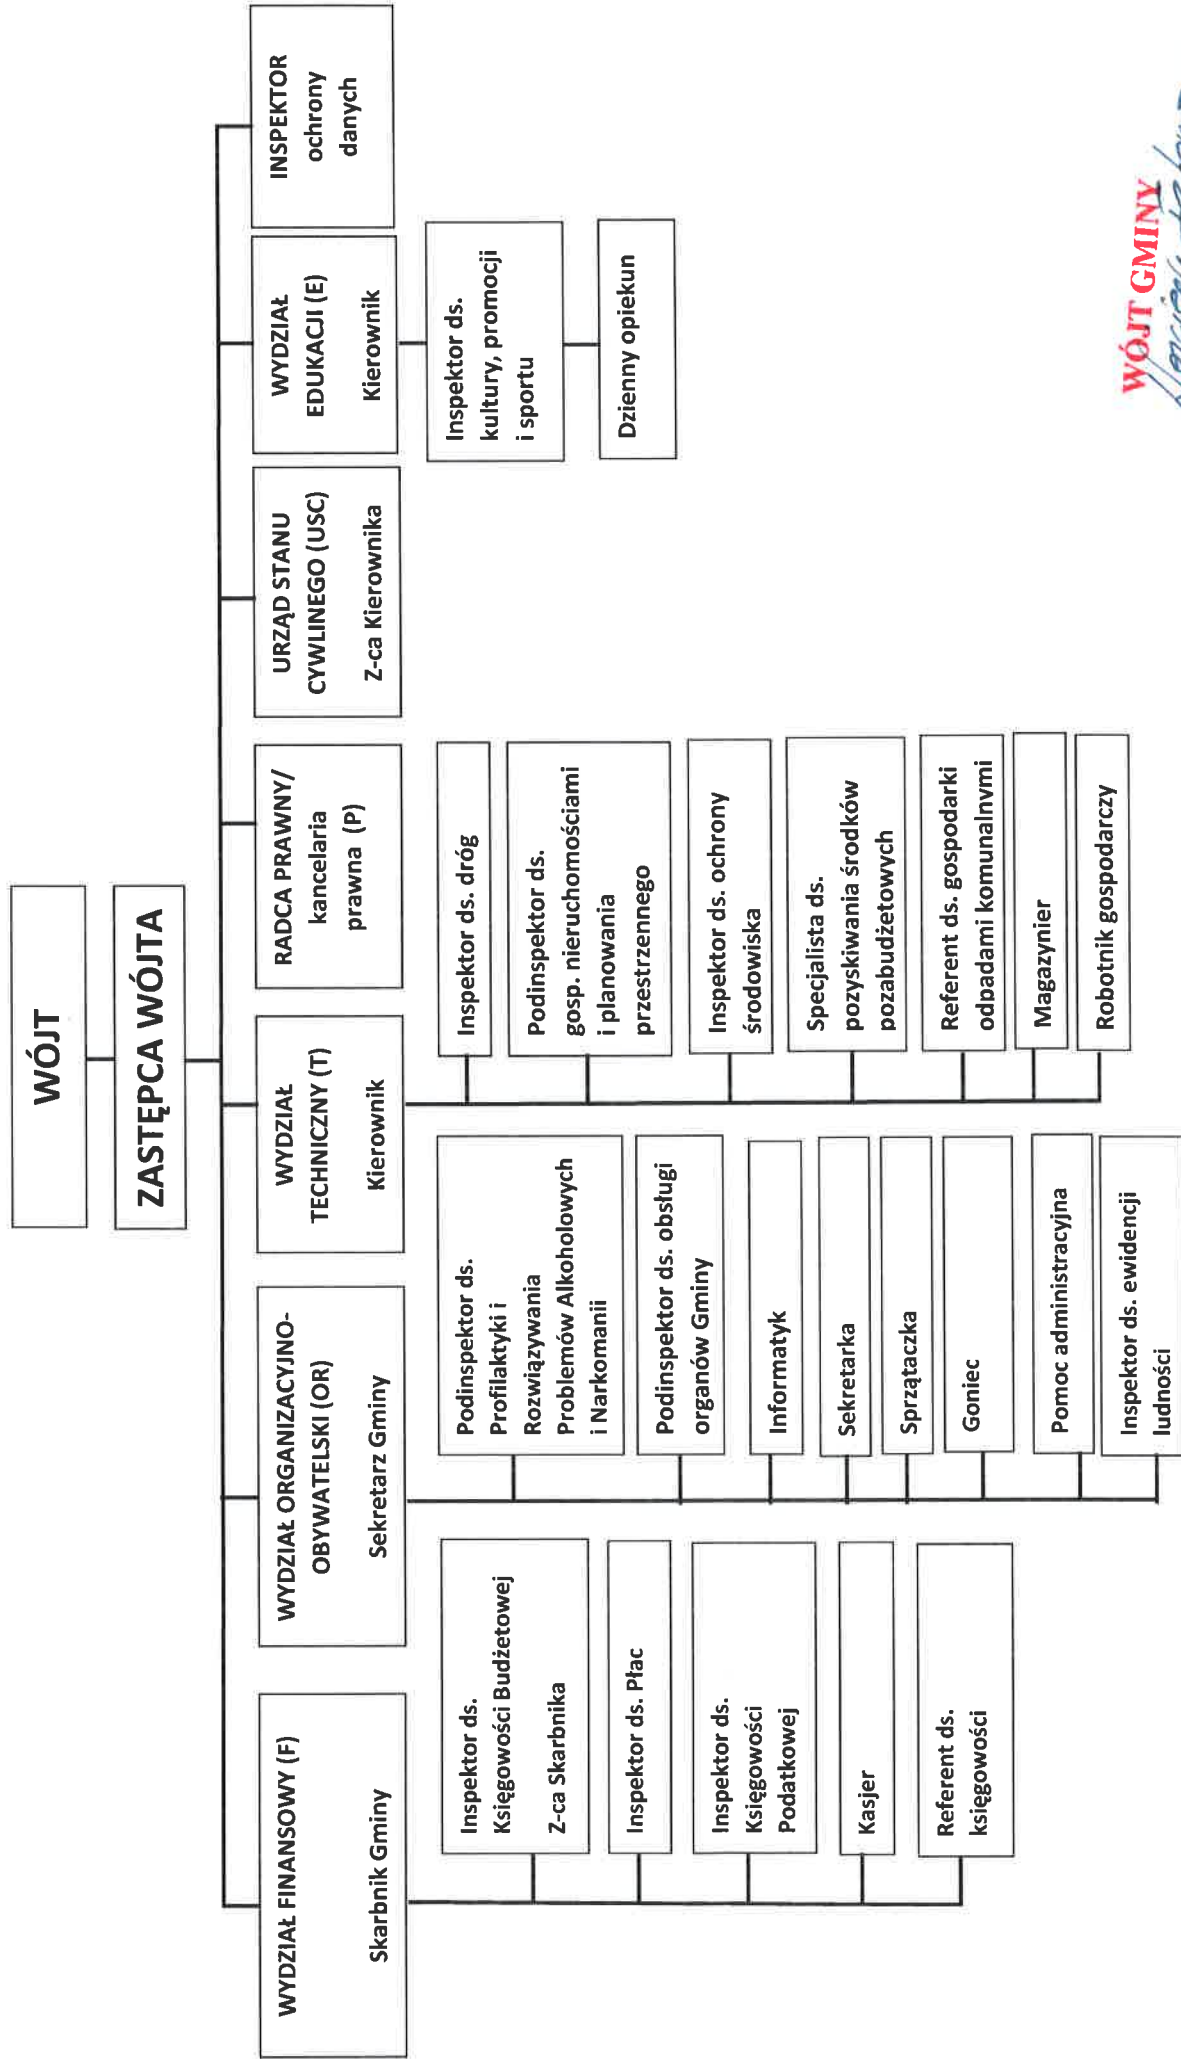 WÓJT
ZASTĘPCA WÓJTA
WYDZIAŁ FINANSOWY (F)
Skarbnik Gminy
WYDZIAŁ ORGANIZACYJNO-
OBYWATELSKI (OR)
Sekretarz Gminy
WYDZIAŁ
TECHNICZNY (T)
Kierownik
RADCA PRAWNY/
kancelaria
prawna (P)
URZĄD STANU
CYWLINEGO (USC)
Z-ca Kierownika
WYDZIAŁ
EDUKACJI (E)
Kierownik
INSPEKTOR
ochrony
danych
Inspektor ds.
Księgowości Budżetowej
Z-ca Skarbnika
Inspektor ds. Płac
Inspektor ds.
Księgowości
Podatkowej
Kasjer
Referent ds.
księgowości
Podinspektor ds.
Profilaktyki i
Rozwiązywania
Problemów Alkoholowych
i Narkomanii
Podinspektor ds. obsługi
organów Gminy
Informatyk
Sekretarka
Sprzątaczka
Goniec
Pomoc administracyjna
Inspektor ds. ewidencji
ludności
Inspektor ds. dróg
Podinspektor ds.
gosp. nieruchomościami
i planowania
przestrzennego
Inspektor ds. ochrony
środowiska
Specjalista ds.
pozyskiwania środków
pozabudżetowych
Referent ds. gospodarki
odpadami komunalnymi
Magazynier
Robotnik gospodarczy
Inspektor ds.
kultury, promocji
i sportu
Dzienny opiekun
WÓJT GMINY